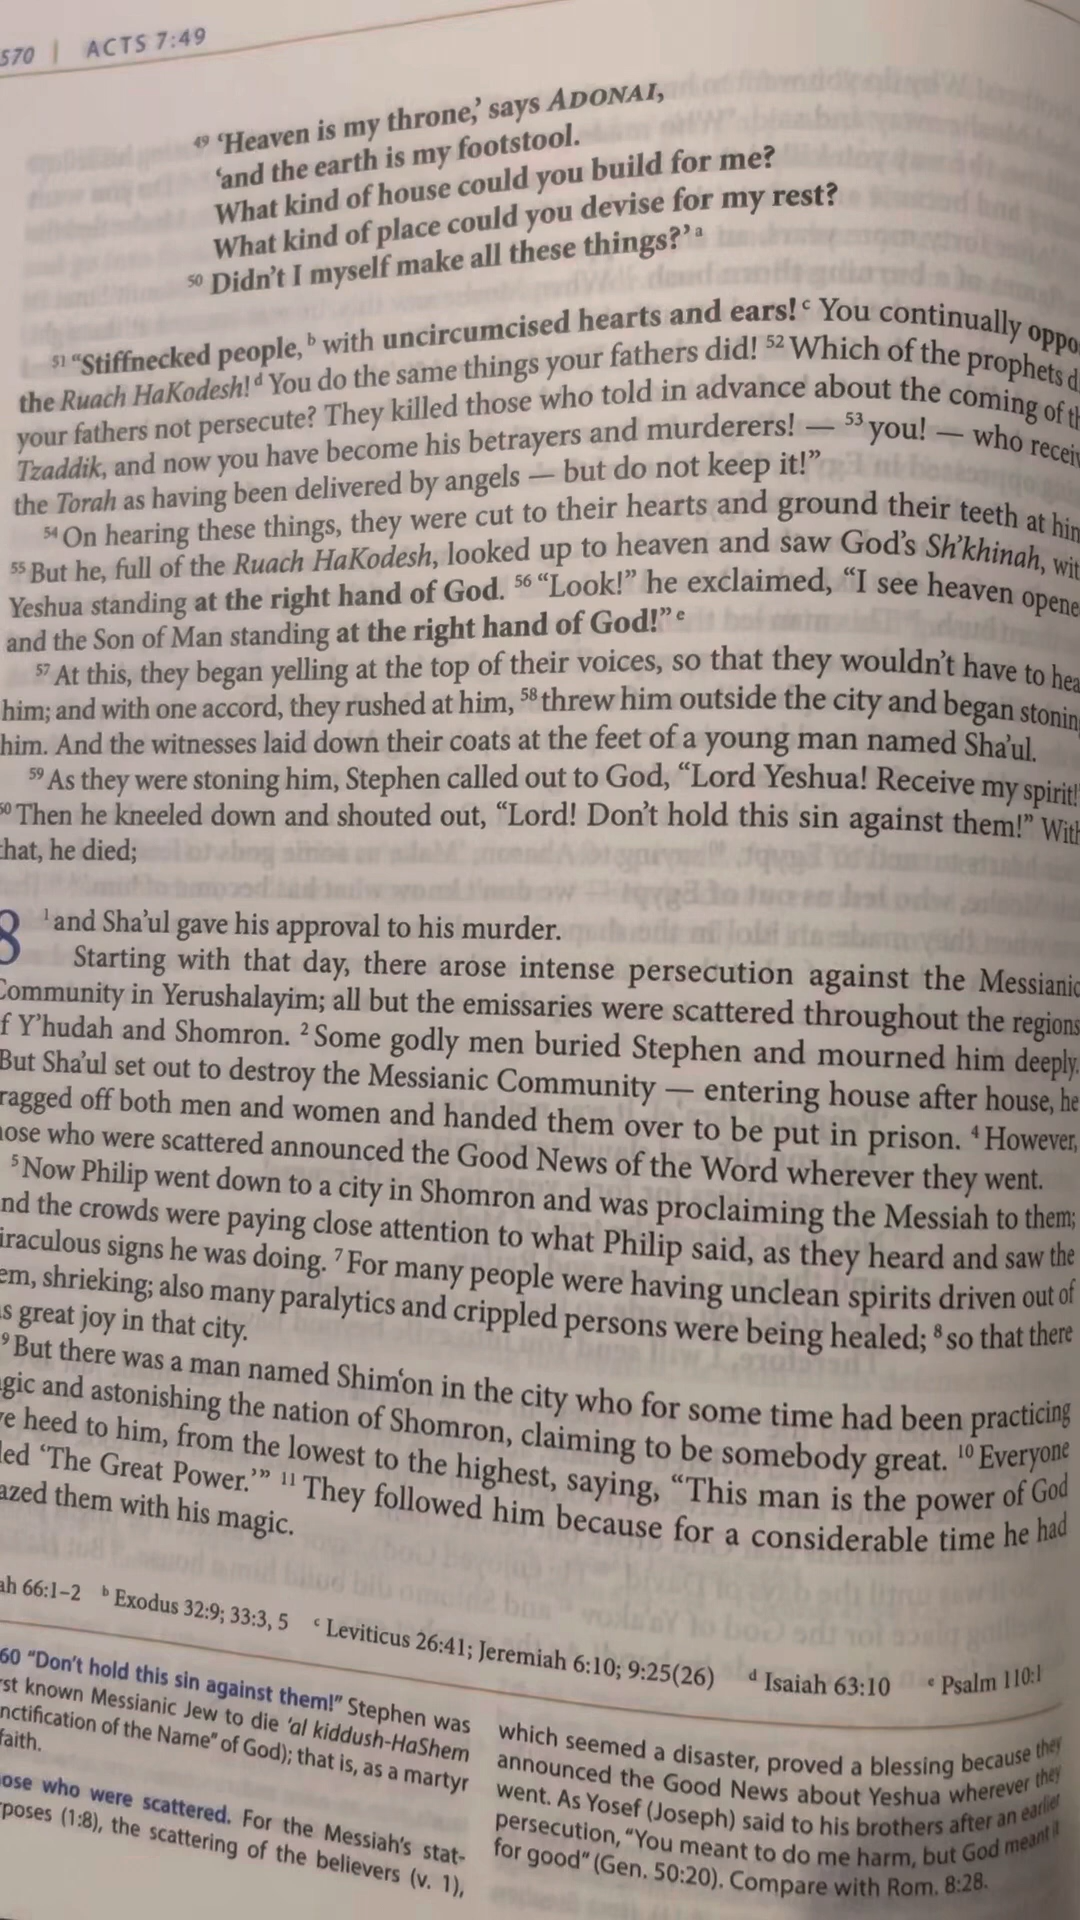 570 | ACTS 7:49
49 ‘Heaven is my throne,’ says ADONAI,
‘and the earth is my footstool.
What kind of house could you build for me?
What kind of place could you devise for my rest?
50 Didn’t I myself make all these things?’ a
51 “Stiffnecked people, b with uncircumcised hearts and ears! c You continually oppo
the Ruach HaKodesh! d You do the same things your fathers did! 52 Which of the prophets d
your fathers not persecute? They killed those who told in advance about the coming of th
Tzaddik, and now you have become his betrayers and murderers! — 53 you! — who receiv
the Torah as having been delivered by angels — but do not keep it!”
54 On hearing these things, they were cut to their hearts and ground their teeth at him
55 But he, full of the Ruach HaKodesh, looked up to heaven and saw God’s Sh’khinah, wit
Yeshua standing at the right hand of God. 56 “Look!” he exclaimed, “I see heaven opene
and the Son of Man standing at the right hand of God!” e
57 At this, they began yelling at the top of their voices, so that they wouldn’t have to hea
him; and with one accord, they rushed at him, 58 threw him outside the city and began stoning
him. And the witnesses laid down their coats at the feet of a young man named Sha’ul.
59 As they were stoning him, Stephen called out to God, “Lord Yeshua! Receive my spirit!”
60 Then he kneeled down and shouted out, “Lord! Don’t hold this sin against them!” With
that, he died;
8 1 and Sha’ul gave his approval to his murder.
Starting with that day, there arose intense persecution against the Messianic
Community in Yerushalayim; all but the emissaries were scattered throughout the regions
f Y’hudah and Shomron. 2 Some godly men buried Stephen and mourned him deeply.
But Sha’ul set out to destroy the Messianic Community — entering house after house, he
ragged off both men and women and handed them over to be put in prison. 4 However,
hose who were scattered announced the Good News of the Word wherever they went.
5 Now Philip went down to a city in Shomron and was proclaiming the Messiah to them;
nd the crowds were paying close attention to what Philip said, as they heard and saw the
iraculous signs he was doing. 7 For many people were having unclean spirits driven out of
em, shrieking; also many paralytics and crippled persons were being healed; 8 so that there
s great joy in that city.
9 But there was a man named Shim‘on in the city who for some time had been practicing
gic and astonishing the nation of Shomron, claiming to be somebody great. 10 Everyone
ve heed to him, from the lowest to the highest, saying, “This man is the power of God
led ‘The Great Power.’” 11 They followed him because for a considerable time he had
azed them with his magic.
ah 66:1–2 b Exodus 32:9; 33:3, 5 c Leviticus 26:41; Jeremiah 6:10; 9:25(26) d Isaiah 63:10 e Psalm 110:1
60 “Don’t hold this sin against them!” Stephen was
rst known Messianic Jew to die ‘al kiddush-HaShem
nctification of the Name” of God); that is, as a martyr
faith.
ose who were scattered. For the Messiah’s stat-
rposes (1:8), the scattering of the believers (v. 1),
which seemed a disaster, proved a blessing because they
announced the Good News about Yeshua wherever they
went. As Yosef (Joseph) said to his brothers after an earlier
persecution, “You meant to do me harm, but God meant it
for good” (Gen. 50:20). Compare with Rom. 8:28.